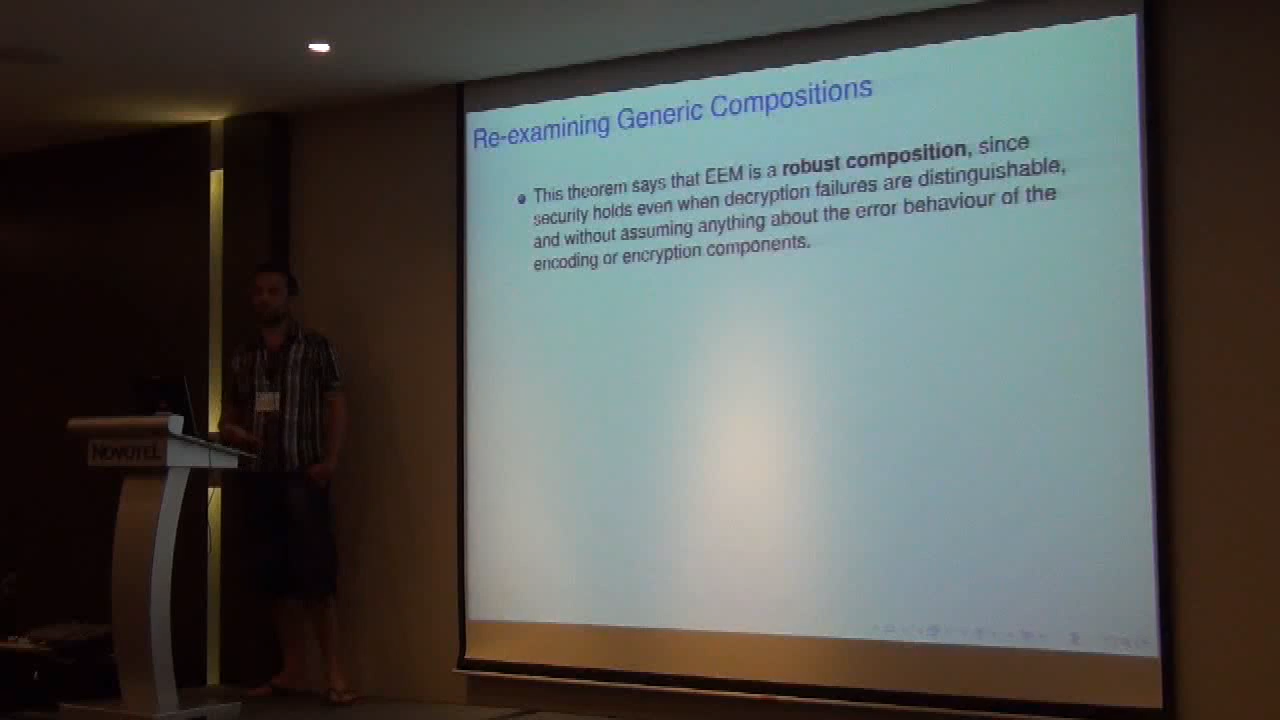 Re-examining Generic Compositions
This theorem says that EEM is a robust composition, since
security holds even when decryption failures are distinguishable,
and without assuming anything about the error behaviour of the
encoding or encryption components.
NOVOTEL